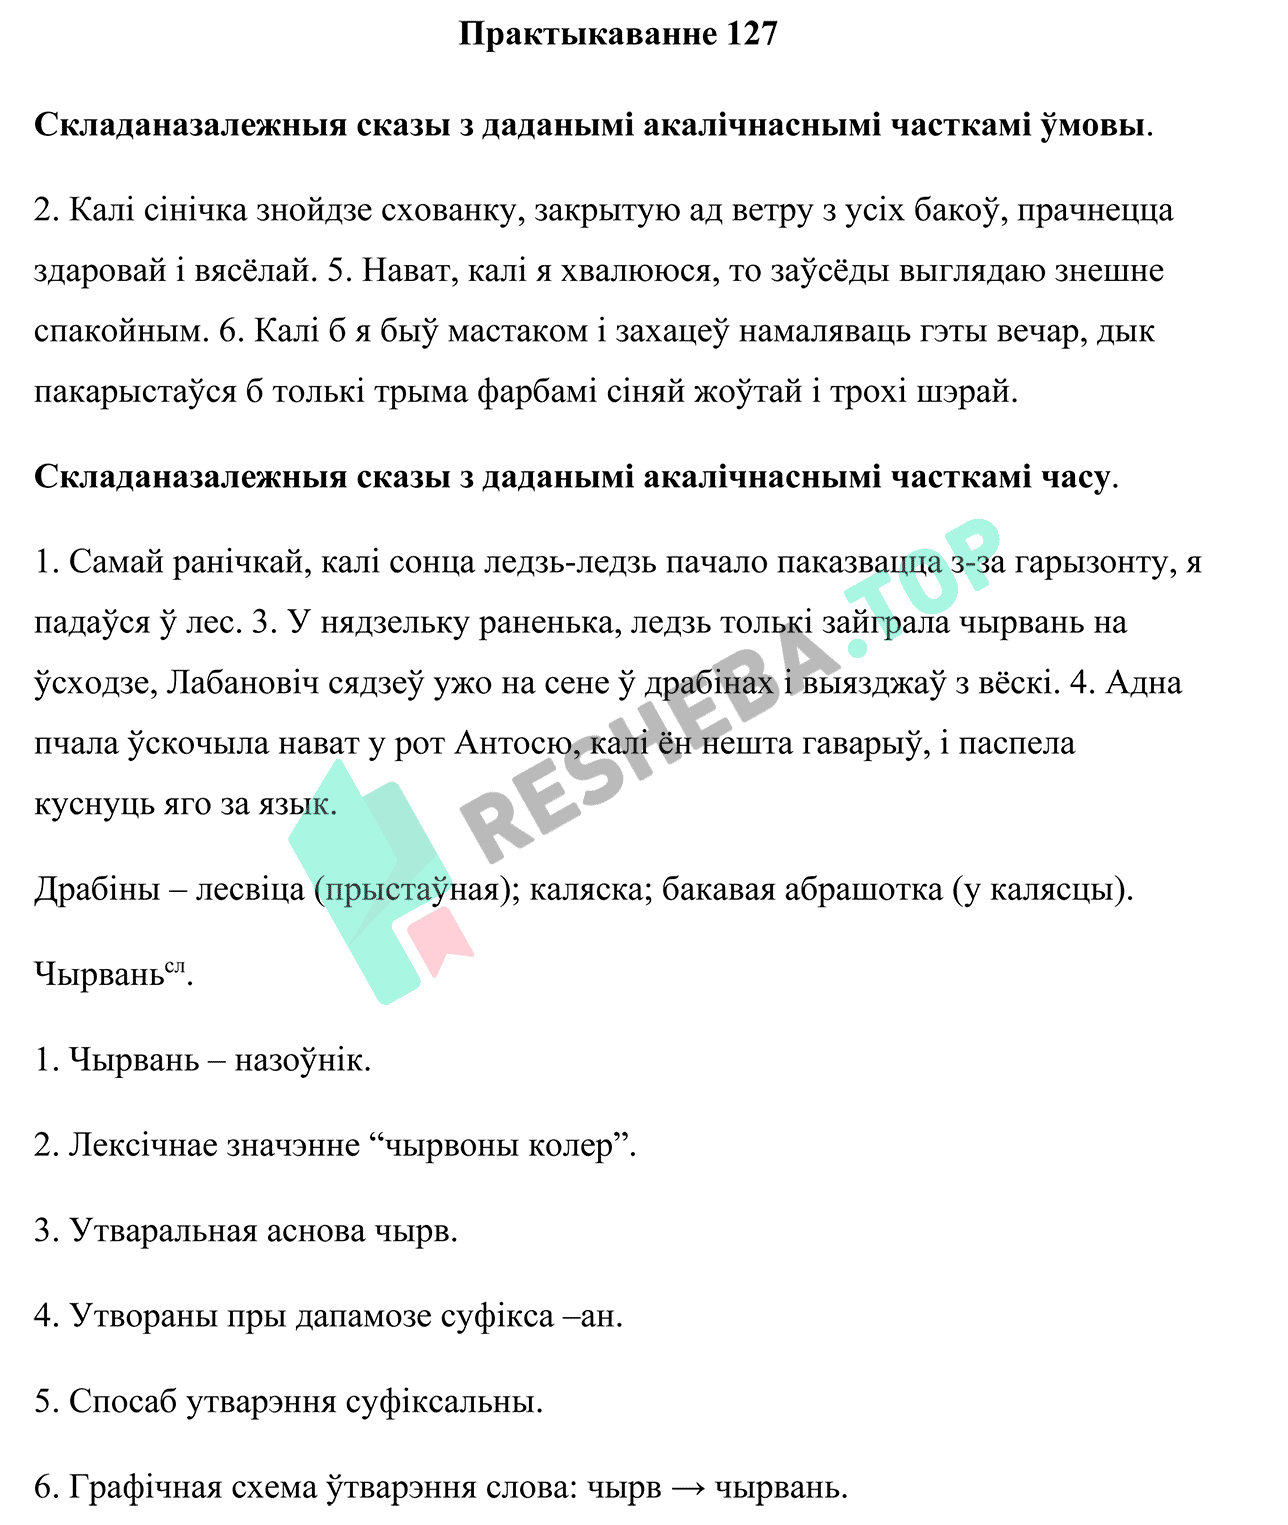 Практыкаванне 127
Складаназалежныя сказы з даданымі акалічнаснымі часткамі ўмовы.
2. Калі сінічка знойдзе схованку, закрытую ад ветру з усіх бакоў, прачнецца
здаровай і вясёлай. 5. Нават, калі я хвалююся, то заўсёды выглядаю знешне
спакойным. 6. Калі б я быў мастаком і захацеў намаляваць гэты вечар, дык
пакарыстаўся б толькі трыма фарбамі сіняй жоўтай і трохі шэрай.
Складаназалежныя сказы з даданымі акалічнаснымі часткамі часу.
1. Самай ранічкай, калі сонца ледзь-ледзь пачало паказвацца з-за гарызонту, я
падаўся ў лес. 3. У нядзельку раненька, ледзь толькі зайграла чырвань на
ўсходзе, Лабановіч сядзеў ужо на сене ў драбінах і выязджаў з вёскі. 4. Адна
пчала ўскочыла нават у рот Антосю, калі ён нешта гаварыў, і паспела
куснуць яго за язык.
RESHEBA.TOP
Драбіны – лесвіца (прыстаўная); каляска; бакавая абрашотка (у калясцы).
Чырваньсл.
1. Чырвань – назоўнік.
2. Лексічнае значэнне “чырвоны колер”.
3. Утваральная аснова чырв.
4. Утвораны пры дапамозе суфікса –ан.
5. Спосаб утварэння суфіксальны.
6. Графічная схема ўтварэння слова: чырв → чырвань.